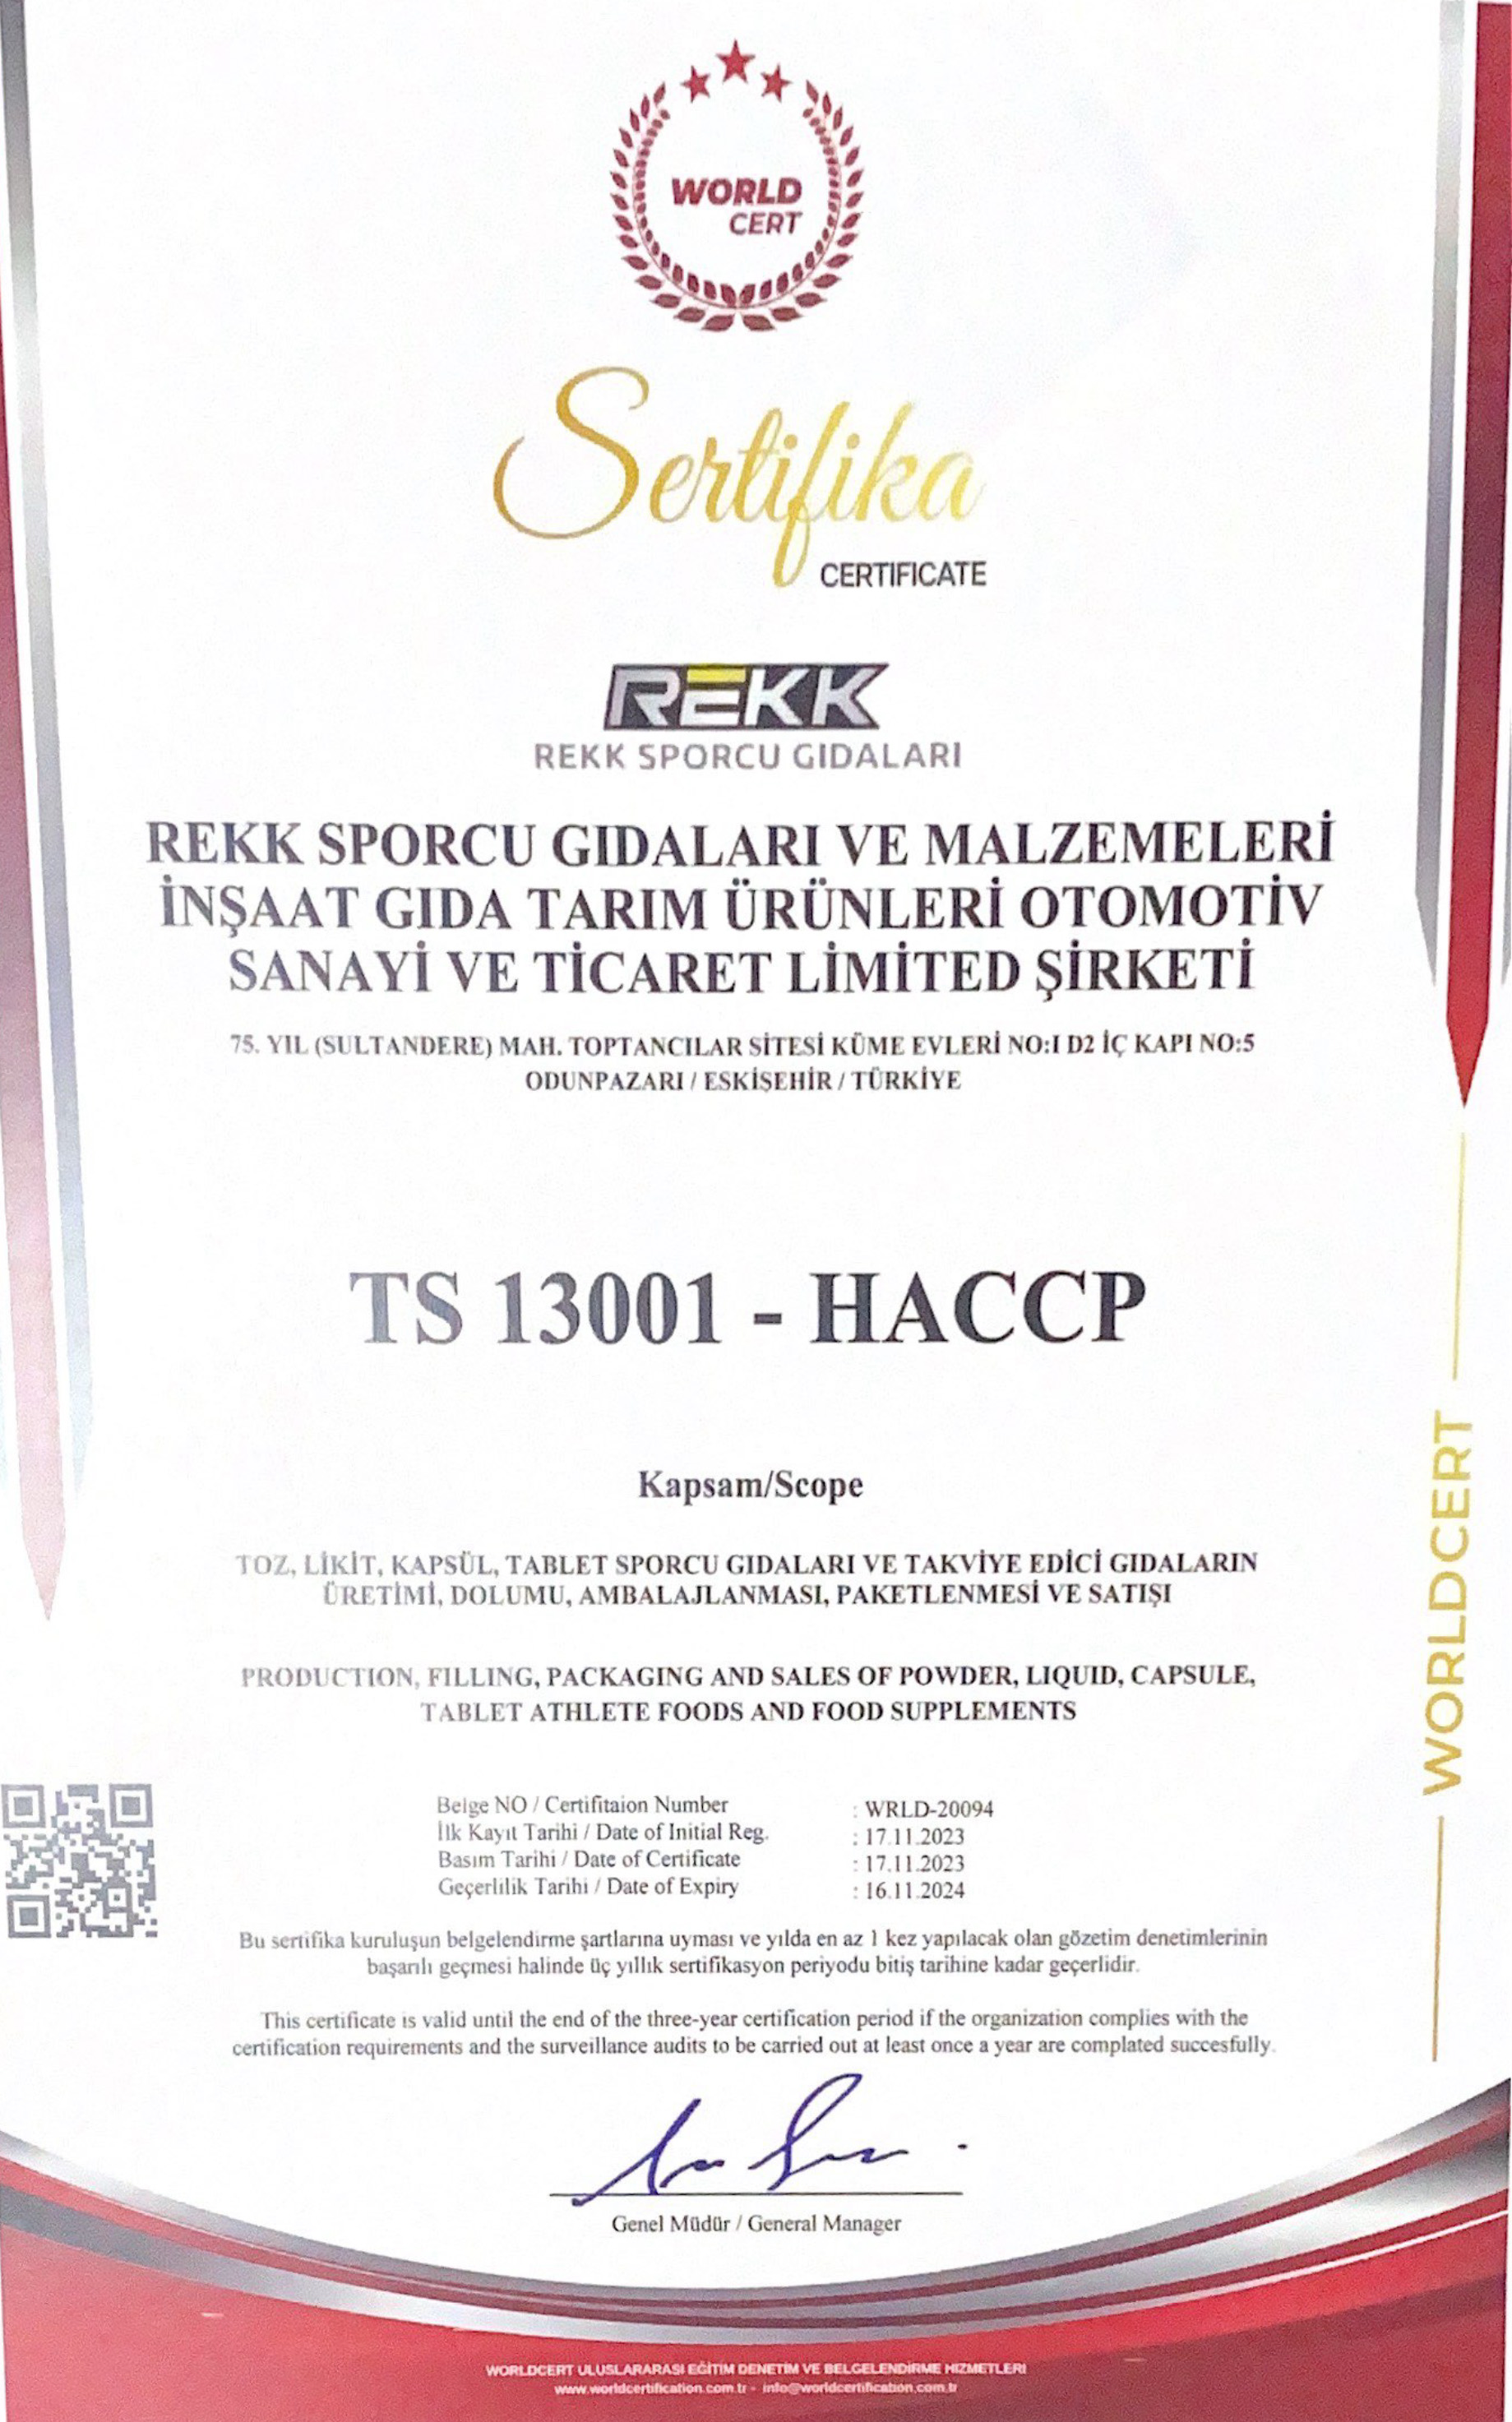 WORLD
CERT
Sertifika
CERTIFICATE
REKK
REKK SPORCU GIDALARI
REKK SPORCU GIDALARI VE MALZEMELERİ
İNŞAAT GIDA TARIM ÜRÜNLERİ OTOMOTİV
SANAYİ VE TİCARET LİMİTED ŞİRKETİ
75. YIL (SULTANDERE) MAH. TOPTANCILAR SİTESİ KÜME EVLERİ NO:I D2 İÇ KAPI NO:5
ODUNPAZARI / ESKİŞEHİR / TÜRKİYE
TS 13001 - HACCP
Kapsam/Scope
TOZ, LİKİT, KAPSÜL, TABLET SPORCU GIDALARI VE TAKVİYE EDİCİ GIDALARIN
ÜRETİMİ, DOLUMU, AMBALAJLANMASI, PAKETLENMESİ VE SATIŞI
PRODUCTION, FILLING, PACKAGING AND SALES OF POWDER, LIQUID, CAPSULE,
TABLET ATHLETE FOODS AND FOOD SUPPLEMENTS
Belge NO / Certifitaion Number : WRLD-20094
İlk Kayıt Tarihi / Date of Initial Reg. : 17.11.2023
Basım Tarihi / Date of Certificate : 17.11.2023
Geçerlilik Tarihi / Date of Expiry : 16.11.2024
Bu sertifika kuruluşun belgelendirme şartlarına uyması ve yılda en az 1 kez yapılacak olan gözetim denetimlerinin
başarılı geçmesi halinde üç yıllık sertifikasyon periyodu bitiş tarihine kadar geçerlidir.
This certificate is valid until the end of the three-year certification period if the organization complies with the
certification requirements and the surveillance audits to be carried out at least once a year are complated succesfully.
Genel Müdür / General Manager
WORLDCERT ULUSLARARASI EĞİTİM DENETİM VE BELGELENDİRME HİZMETLERİ
www.worldcertification.com.tr - info@worldcertification.com.tr
WORLDCERT